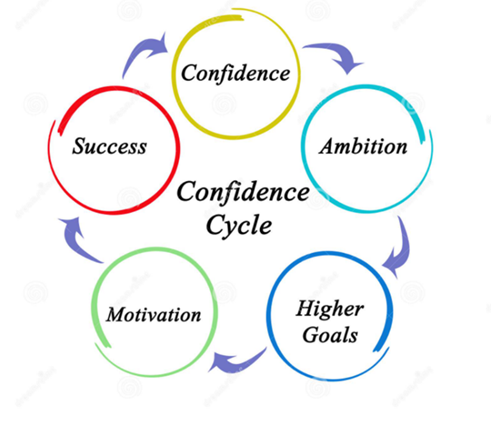 Confidence
Ambition
Higher
Goals
Motivation
Success
Confidence
Cycle